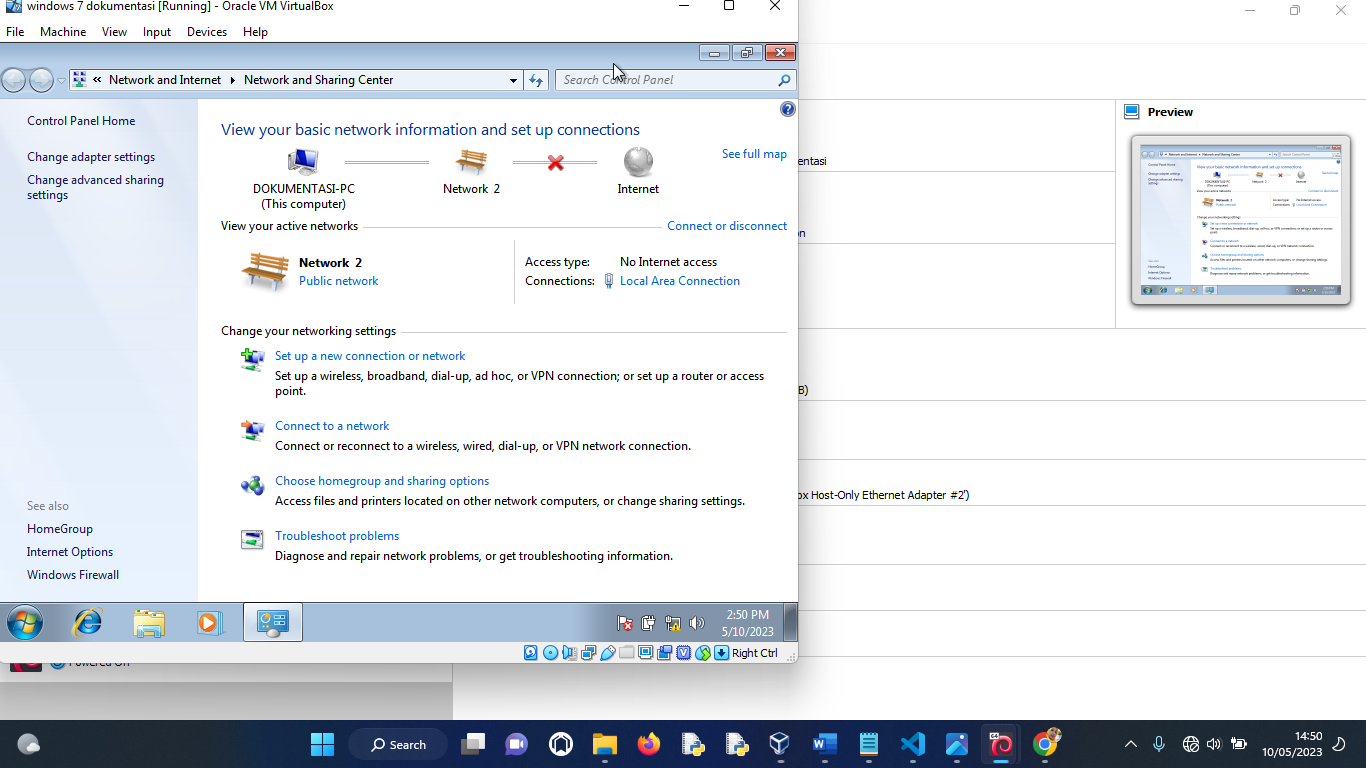 windows 7 dokumentasi [Running] - Oracle VM VirtualBox
File Machine View Input Devices Help
Network and Internet Network and Sharing Center
Search Control Panel
Control Panel Home
Change adapter settings
Change advanced sharing
settings
See also
HomeGroup
Internet Options
Windows Firewall
View your basic network information and set up connections
See full map
DOKUMENTASI-PC
(This computer)
Network 2
Internet
View your active networks
Connect or disconnect
Network 2
Public network
Access type: No Internet access
Connections: Local Area Connection
Change your networking settings
Set up a new connection or network
Set up a wireless, broadband, dial-up, ad hoc, or VPN connection; or set up a router or access
point.
Connect to a network
Connect or reconnect to a wireless, wired, dial-up, or VPN network connection.
Choose homegroup and sharing options
Access files and printers located on other network computers, or change sharing settings.
Troubleshoot problems
Diagnose and repair network problems, or get troubleshooting information.
2:50 PM
5/10/2023
Right Ctrl
Powered Off
Preview
entasi
on
B)
ox Host-Only Ethernet Adapter #2')
Search
14:50
10/05/2023